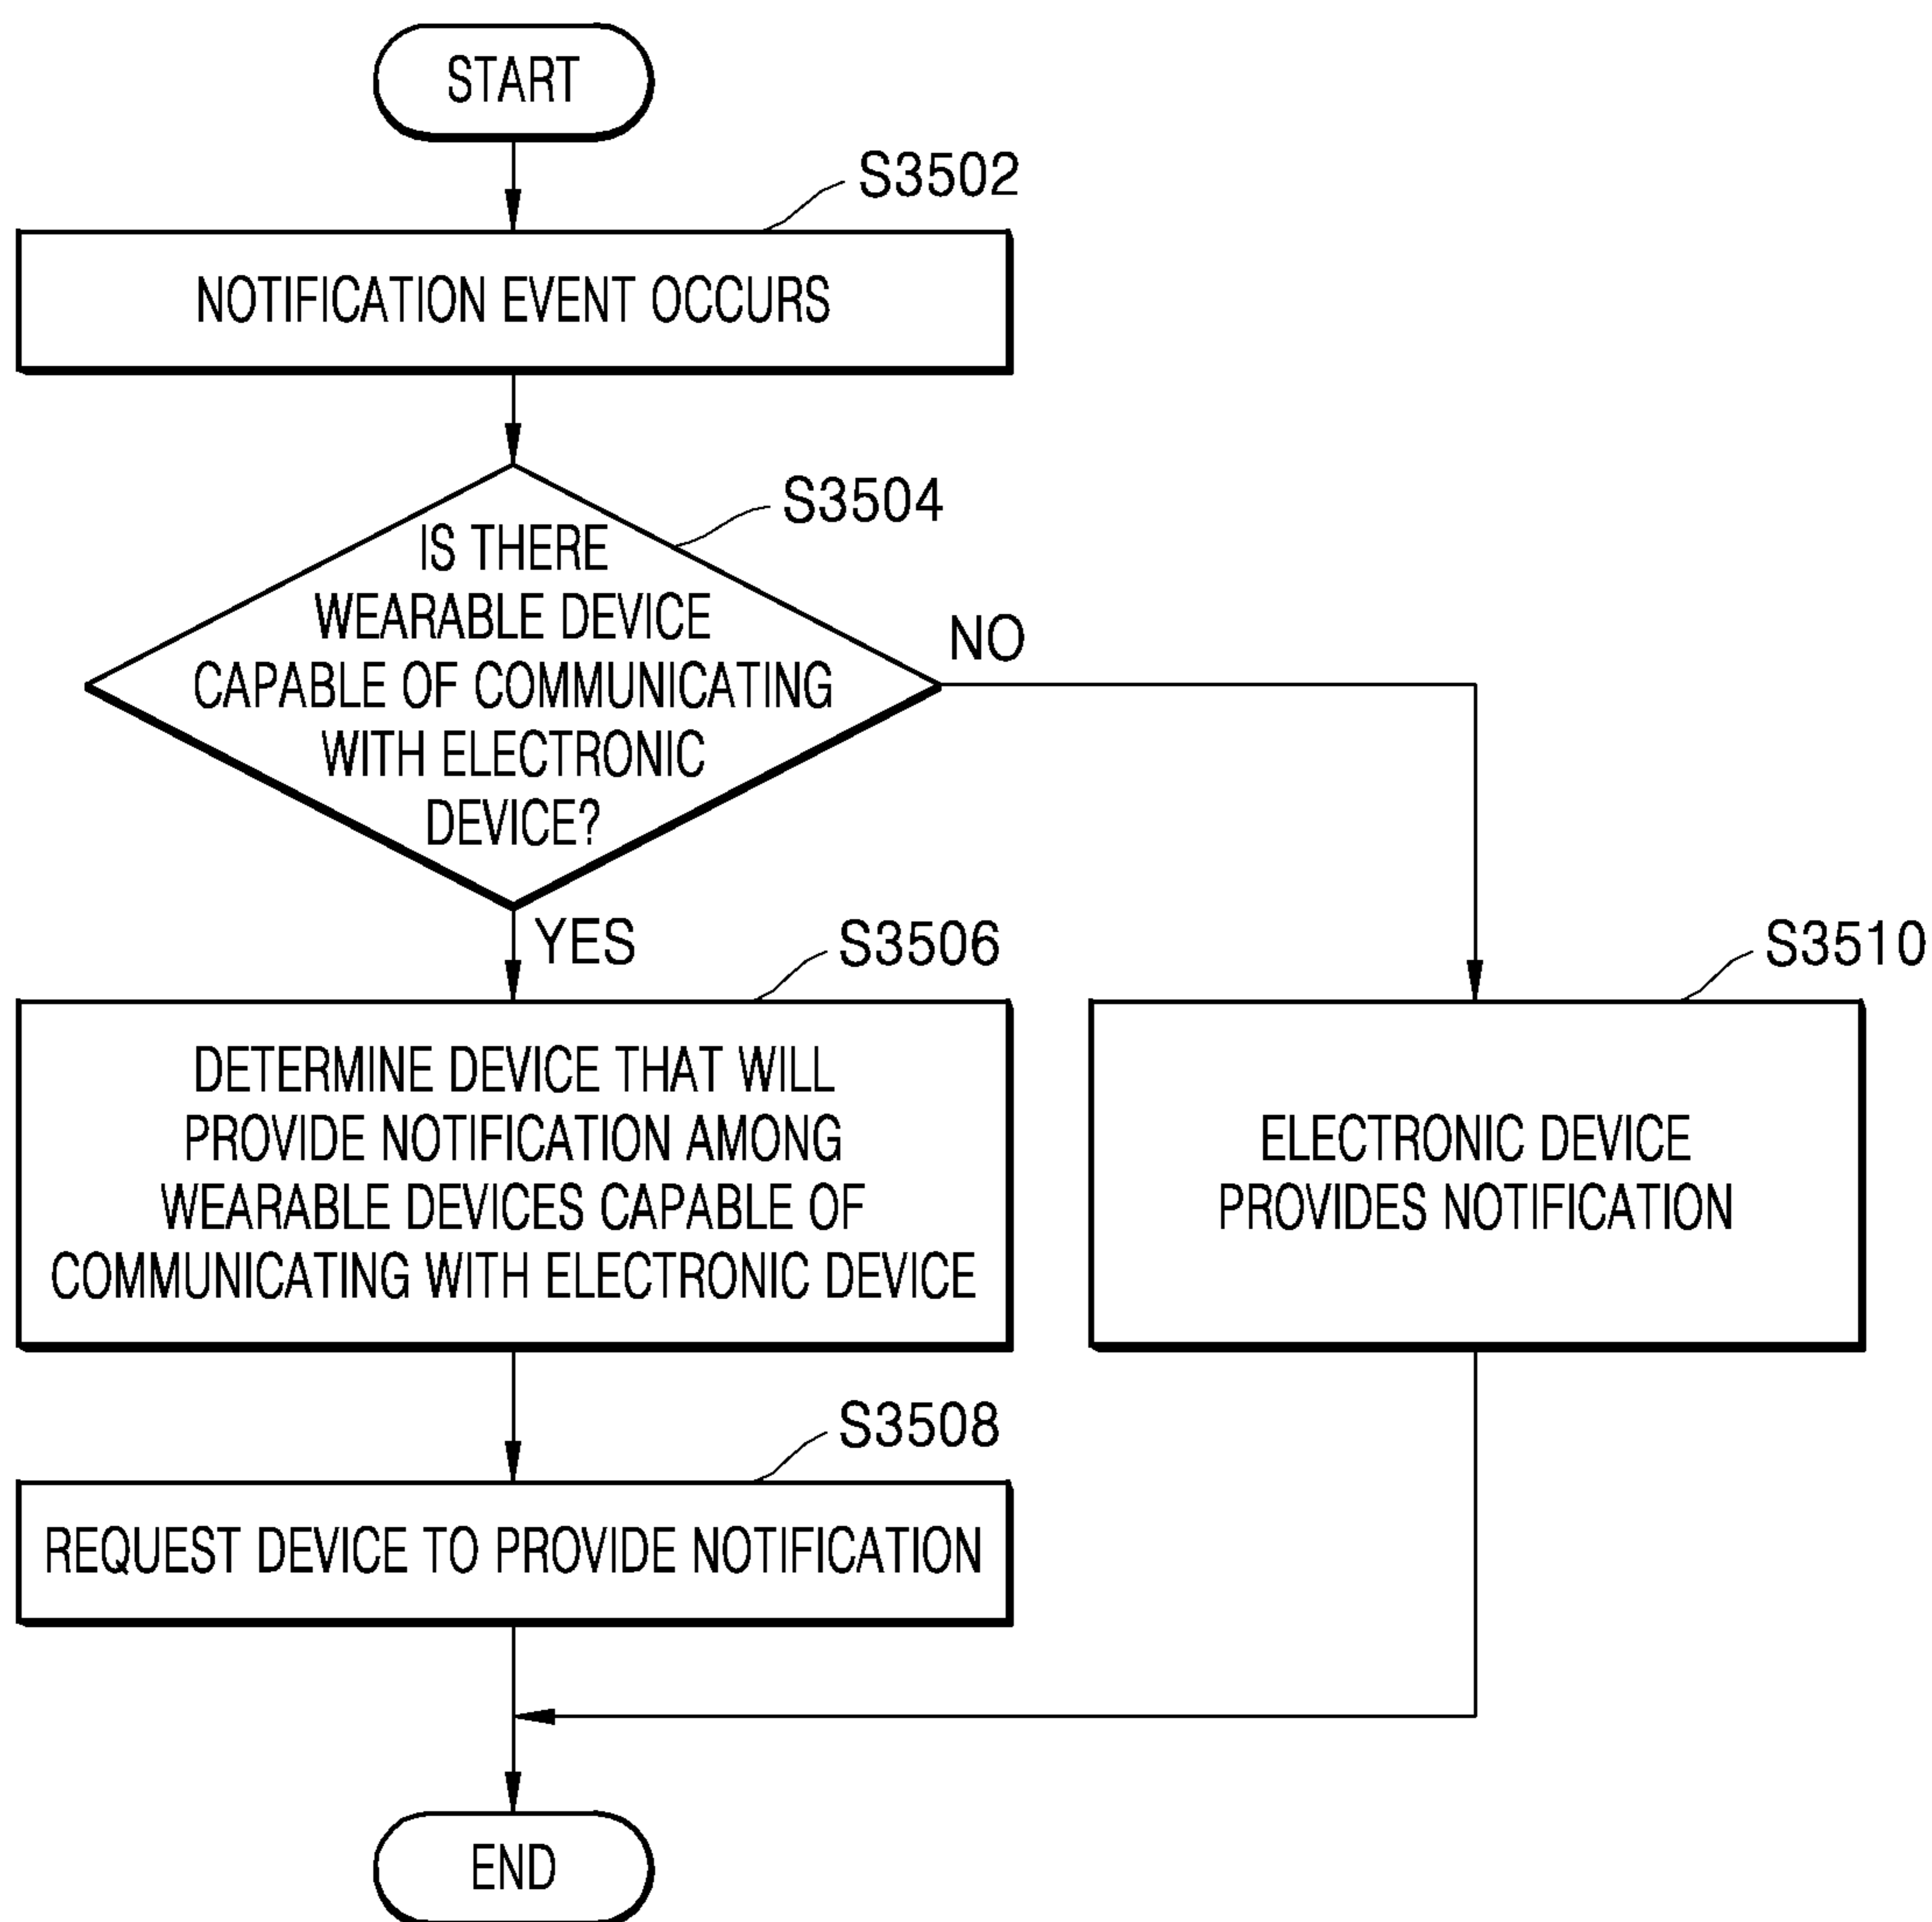 START
S3502
NOTIFICATION EVENT OCCURS
S3504
IS THERE
WEARABLE DEVICE
CAPABLE OF COMMUNICATING
WITH ELECTRONIC
DEVICE?
NO
YES
S3506
DETERMINE DEVICE THAT WILL
PROVIDE NOTIFICATION AMONG
WEARABLE DEVICES CAPABLE OF
COMMUNICATING WITH ELECTRONIC DEVICE
S3510
ELECTRONIC DEVICE
PROVIDES NOTIFICATION
S3508
REQUEST DEVICE TO PROVIDE NOTIFICATION
END